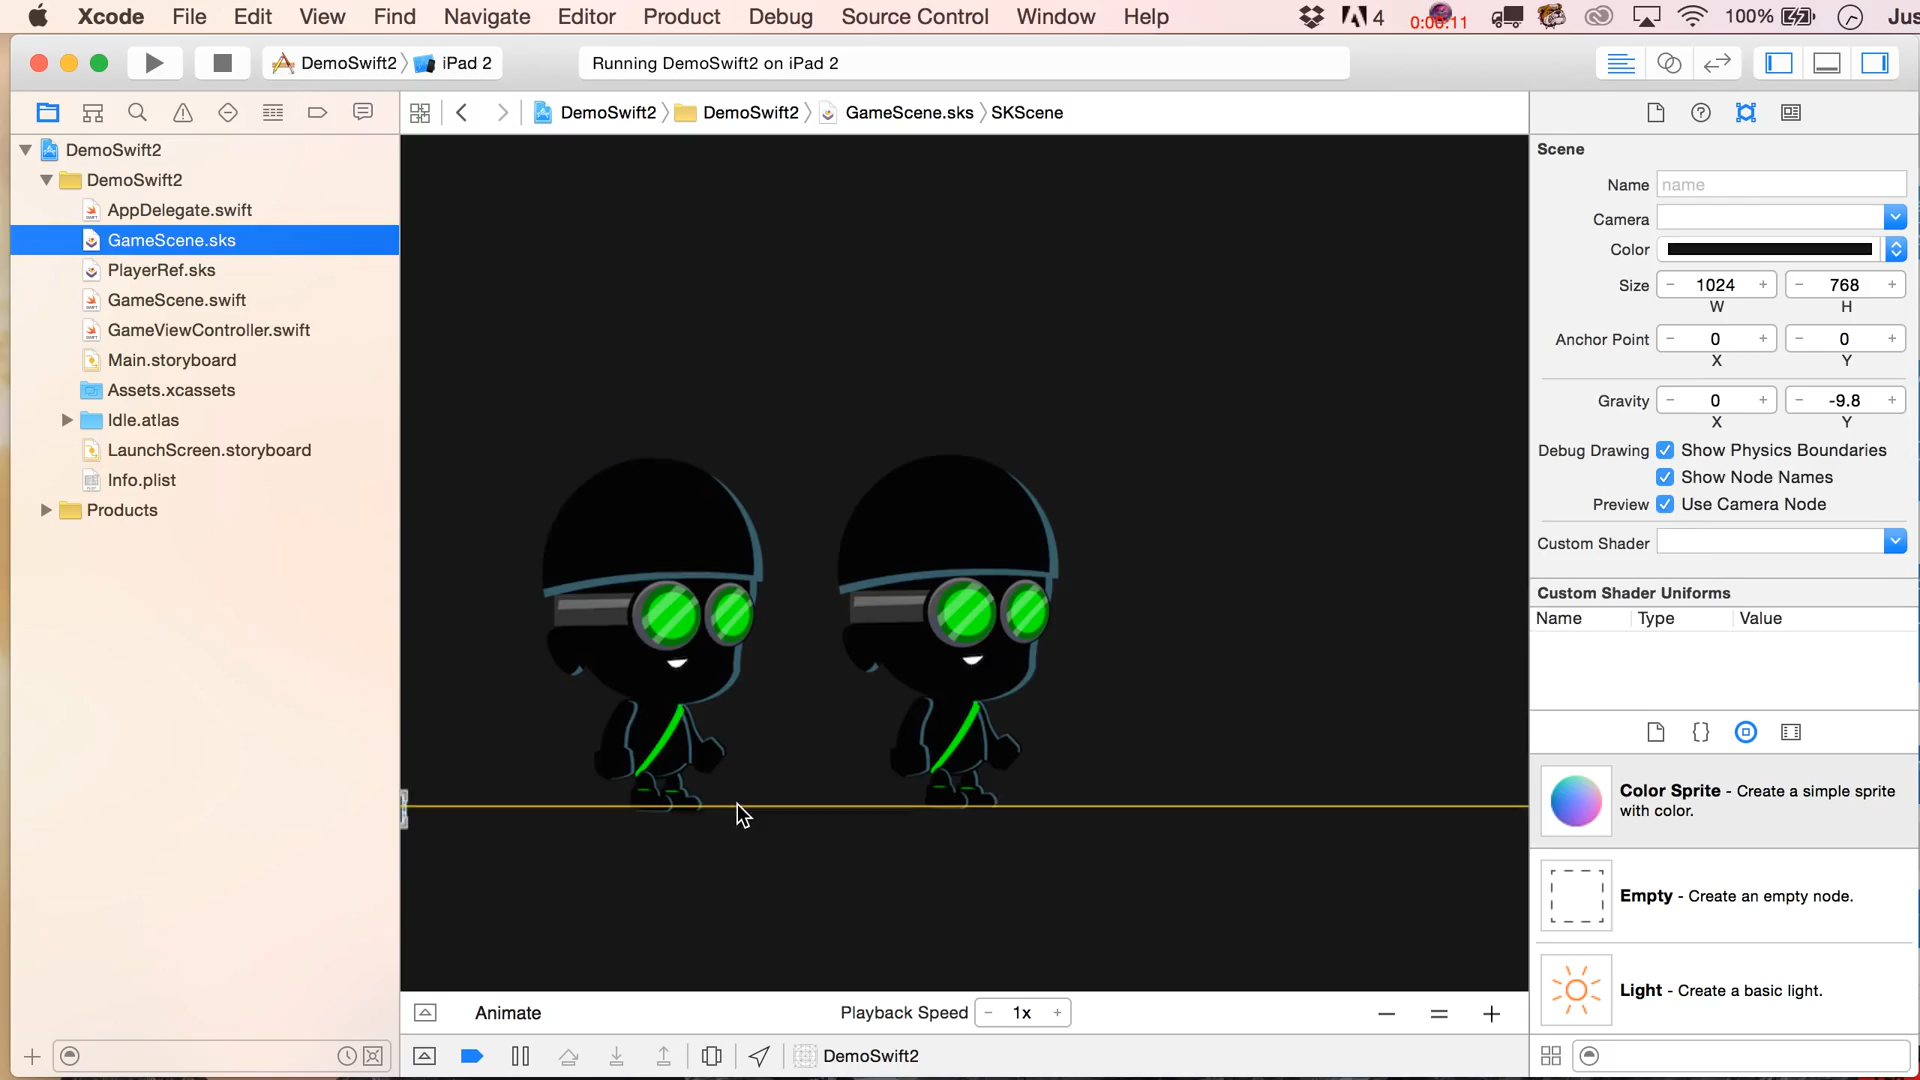 Xcode File Edit View Find Navigate Editor Product Debug Source Control Window Help 4 0:00:11 100% Jus
DemoSwift2 iPad 2 Running DemoSwift2 on iPad 2
DemoSwift2 DemoSwift2 GameScene.sks SKScene
DemoSwift2
DemoSwift2
AppDelegate.swift
GameScene.sks
PlayerRef.sks
GameScene.swift
GameViewController.swift
Main.storyboard
Assets.xcassets
Idle.atlas
LaunchScreen.storyboard
Info.plist
Products
Scene
Name name
Camera
Color
Size - 1024 + - 768 +
W H
Anchor Point - 0 + - 0 +
X Y
Gravity - 0 + - -9.8 +
X Y
Debug Drawing Show Physics Boundaries
Show Node Names
Preview Use Camera Node
Custom Shader
Custom Shader Uniforms
Name Type Value
Color Sprite - Create a simple sprite
with color.
Empty - Create an empty node.
Light - Create a basic light.
Animate Playback Speed - 1x +
DemoSwift2